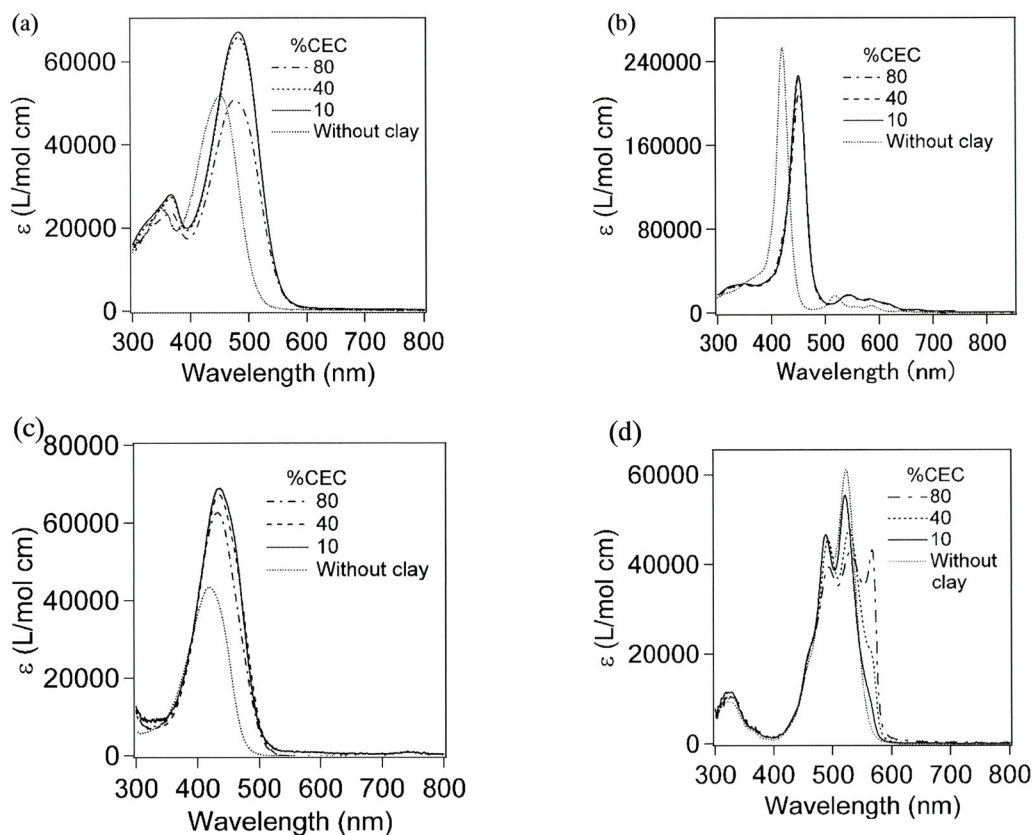 (a)
ε (L/mol cm)
60000
40000
20000
0
%CEC
80
40
10
Without clay
300 400 500 600 700 800
Wavelength (nm)
(b)
ε (L/mol cm)
240000
160000
80000
0
%CEC
80
40
10
Without clay
300 400 500 600 700 800
Wavelength (nm)
(c)
ε (L/mol cm)
80000
60000
40000
20000
0
%CEC
80
40
10
Without clay
300 400 500 600 700 800
Wavelength (nm)
(d)
ε (L/mol cm)
60000
40000
20000
0
%CEC
80
40
10
Without
clay
300 400 500 600 700 800
Wavelength (nm)